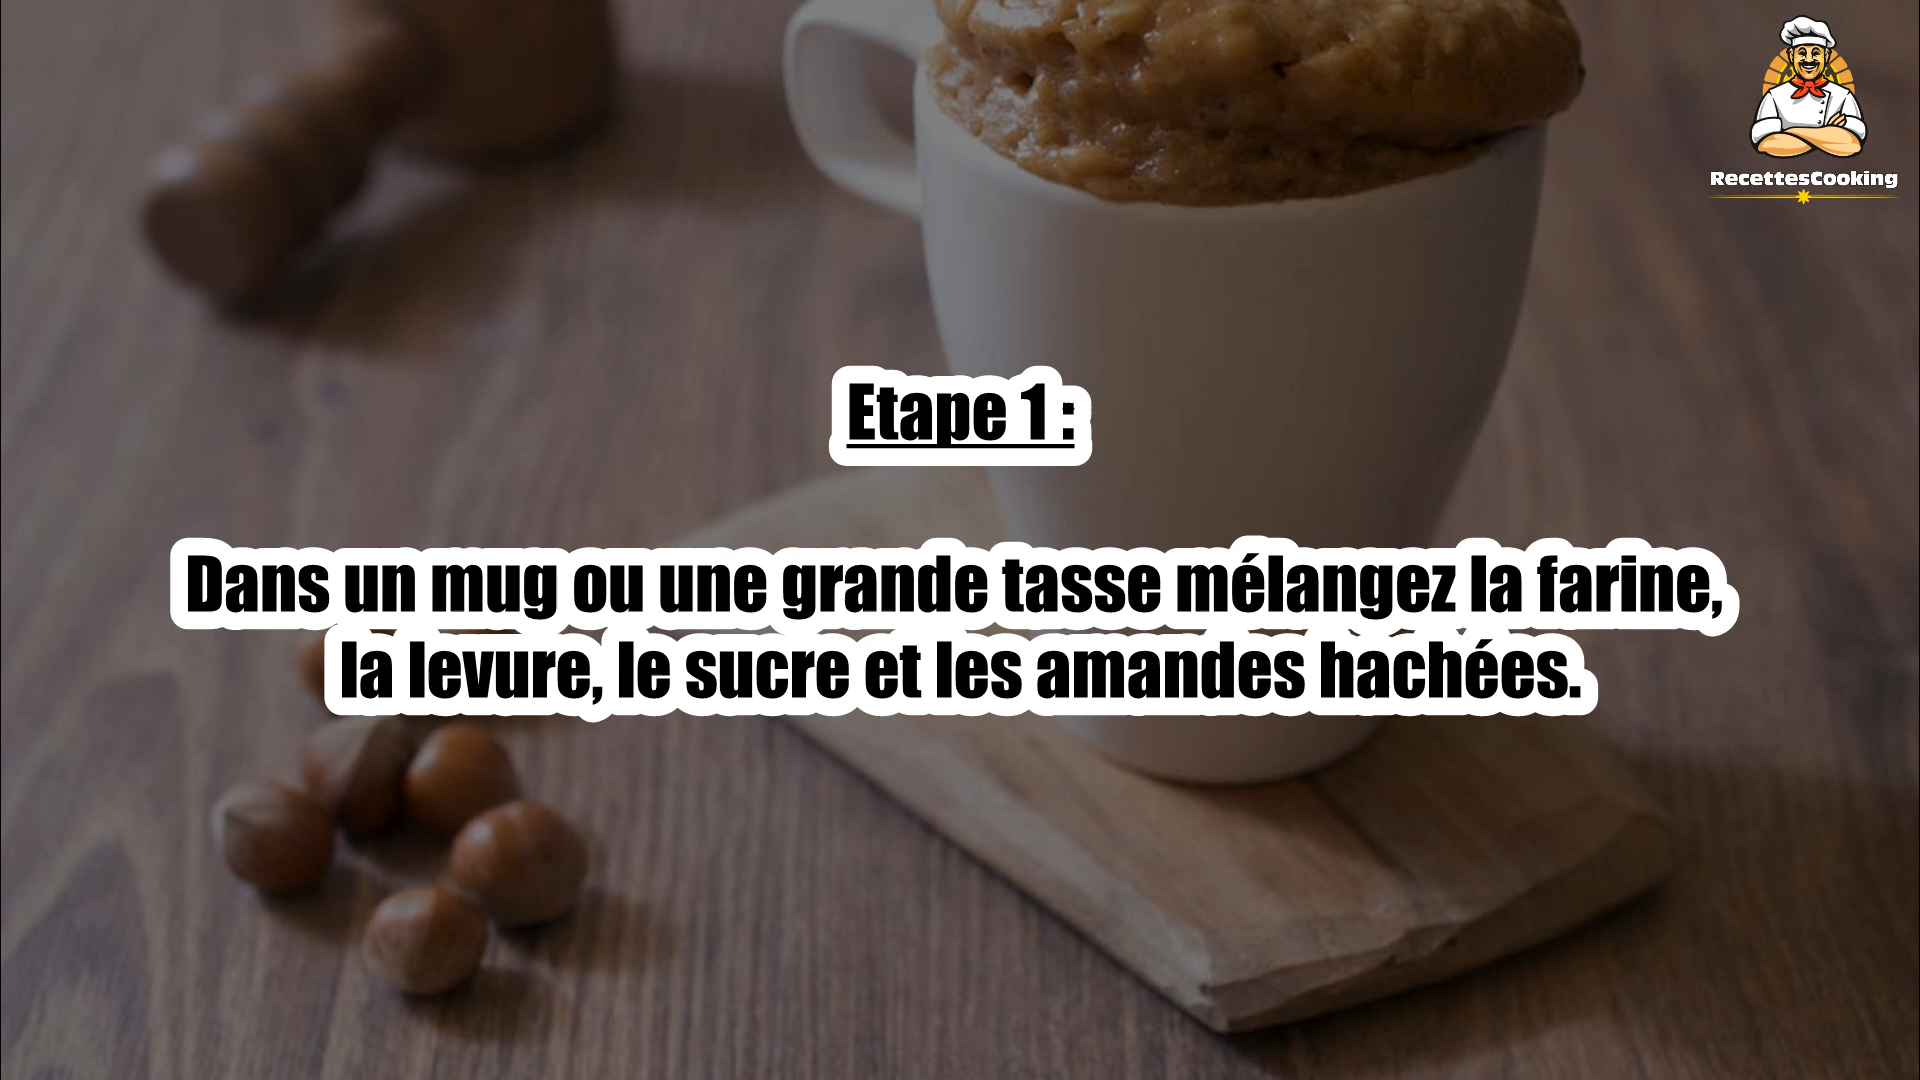 RecettesCooking
Etape 1 :
Dans un mug ou une grande tasse mélangez la farine,
la levure, le sucre et les amandes hachées.